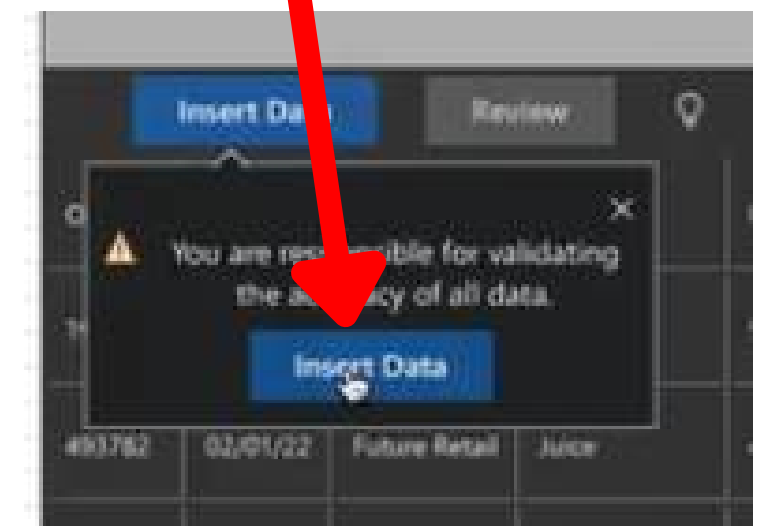 Insert Data
Review
You are responsible for validating
the accuracy of all data.
Insert Data
493782 02/01/22 Future Retail Juice